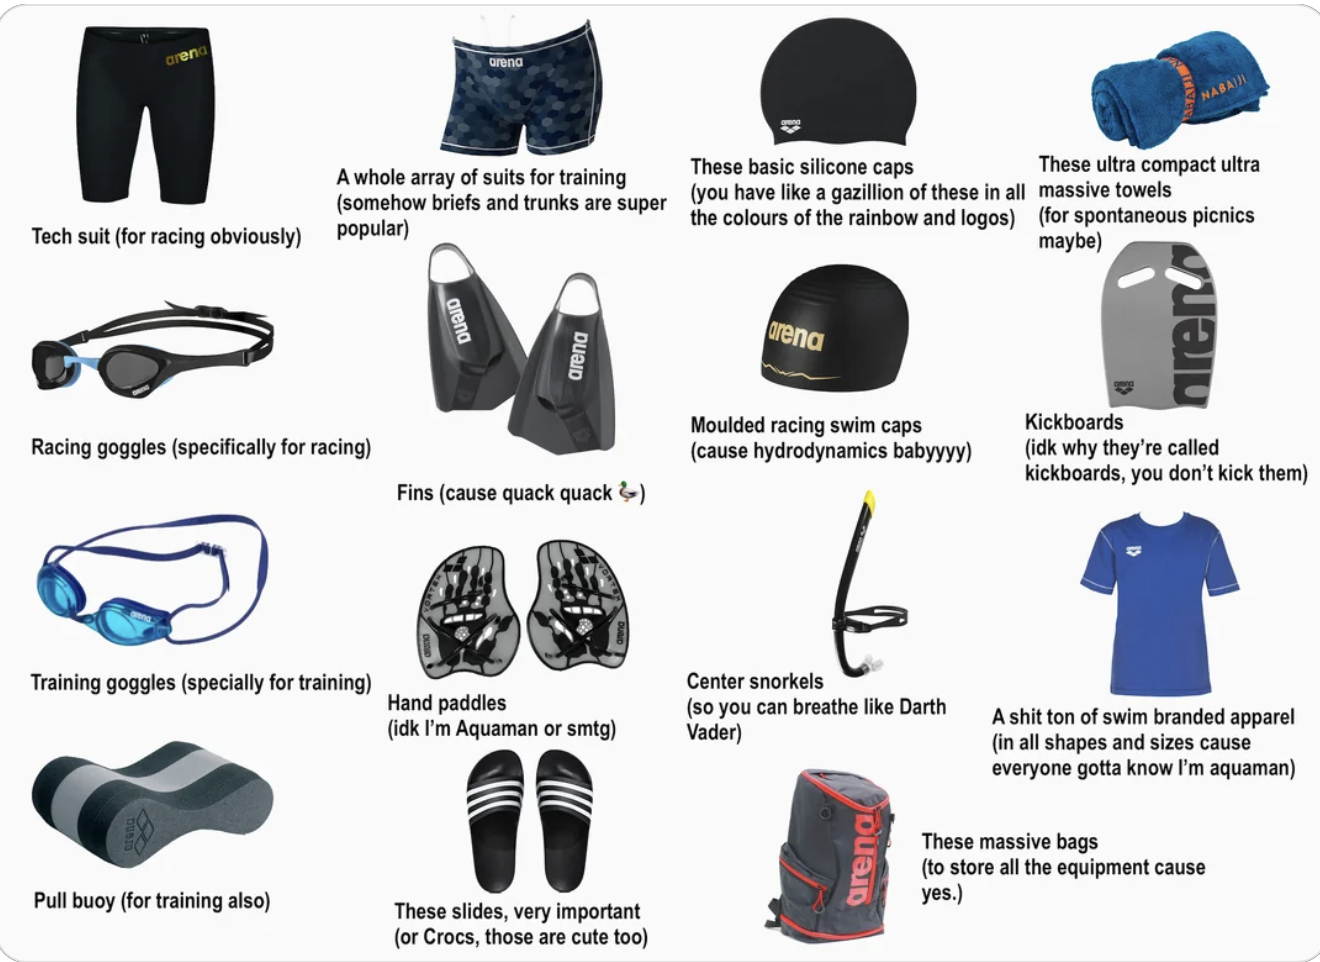 arena
Tech suit (for racing obviously)
arena
A whole array of suits for training
(somehow briefs and trunks are super
popular)
arena
These basic silicone caps
(you have like a gazillion of these in all
the colours of the rainbow and logos)
NABAIJI
NABAIJI
These ultra compact ultra
massive towels
(for spontaneous picnics
maybe)
arena
Racing goggles (specifically for racing)
arena
arena
Fins (cause quack quack 🦆)
arena
Moulded racing swim caps
(cause hydrodynamics babyyyy)
arena
arena
Kickboards
(idk why they're called
kickboards, you don't kick them)
arena
Training goggles (specially for training)
VORTEX
VORTEX
arena
arena
Hand paddles
(idk I'm Aquaman or smtg)
Center snorkels
(so you can breathe like Darth
Vader)
arena
A shit ton of swim branded apparel
(in all shapes and sizes cause
everyone gotta know I'm aquaman)
arena
Pull buoy (for training also)
These slides, very important
(or Crocs, those are cute too)
arena
These massive bags
(to store all the equipment cause
yes.)